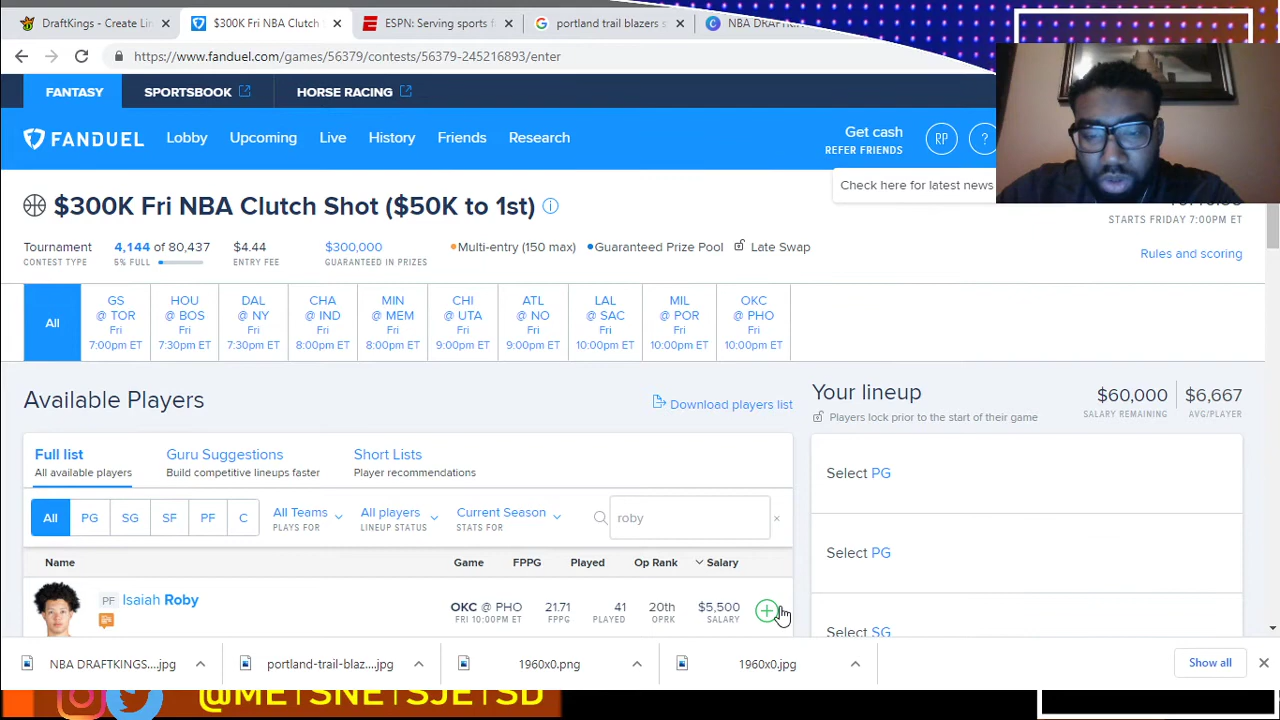 DraftKings - Create Lin
$300K Fri NBA Clutch
ESPN: Serving sports f
portland trail blazers s
NBA DRAFTK
https://www.fanduel.com/games/56379/contests/56379-245216893/enter
FANTASY SPORTSBOOK HORSE RACING
FANDUEL Lobby Upcoming Live History Friends Research
Get cash
REFER FRIENDS
RP
?
Check here for latest news
$300K Fri NBA Clutch Shot ($50K to 1st)
STARTS FRIDAY 7:00PM ET
Tournament 4,144 of 80,437 $4.44 $300,000 Multi-entry (150 max) Guaranteed Prize Pool Late Swap
CONTEST TYPE 5% FULL ENTRY FEE GUARANTEED IN PRIZES
Rules and scoring
All
GS @ TOR Fri 7:00pm ET
HOU @ BOS Fri 7:30pm ET
DAL @ NY Fri 7:30pm ET
CHA @ IND Fri 8:00pm ET
MIN @ MEM Fri 8:00pm ET
CHI @ UTA Fri 9:00pm ET
ATL @ NO Fri 9:00pm ET
LAL @ SAC Fri 10:00pm ET
MIL @ POR Fri 10:00pm ET
OKC @ PHO Fri 10:00pm ET
Available Players
Download players list
Full list Guru Suggestions Short Lists
All available players Build competitive lineups faster Player recommendations
All PG SG SF PF C
All Teams All players Current Season
PLAYS FOR LINEUP STATUS STATS FOR
roby ×
Name Game FPPG Played Op Rank Salary
PF Isaiah Roby OKC @ PHO 21.71 41 20th $5,500
FRI 10:00PM ET FPPG PLAYED OPRK SALARY
Your lineup $60,000 $6,667
Players lock prior to the start of their game SALARY REMAINING AVG/PLAYER
Select PG
Select PG
Select SG
NBA DRAFTKINGS....jpg
portland-trail-blaz....jpg
1960x0.png
1960x0.jpg
Show all
@METSNETSJETSD